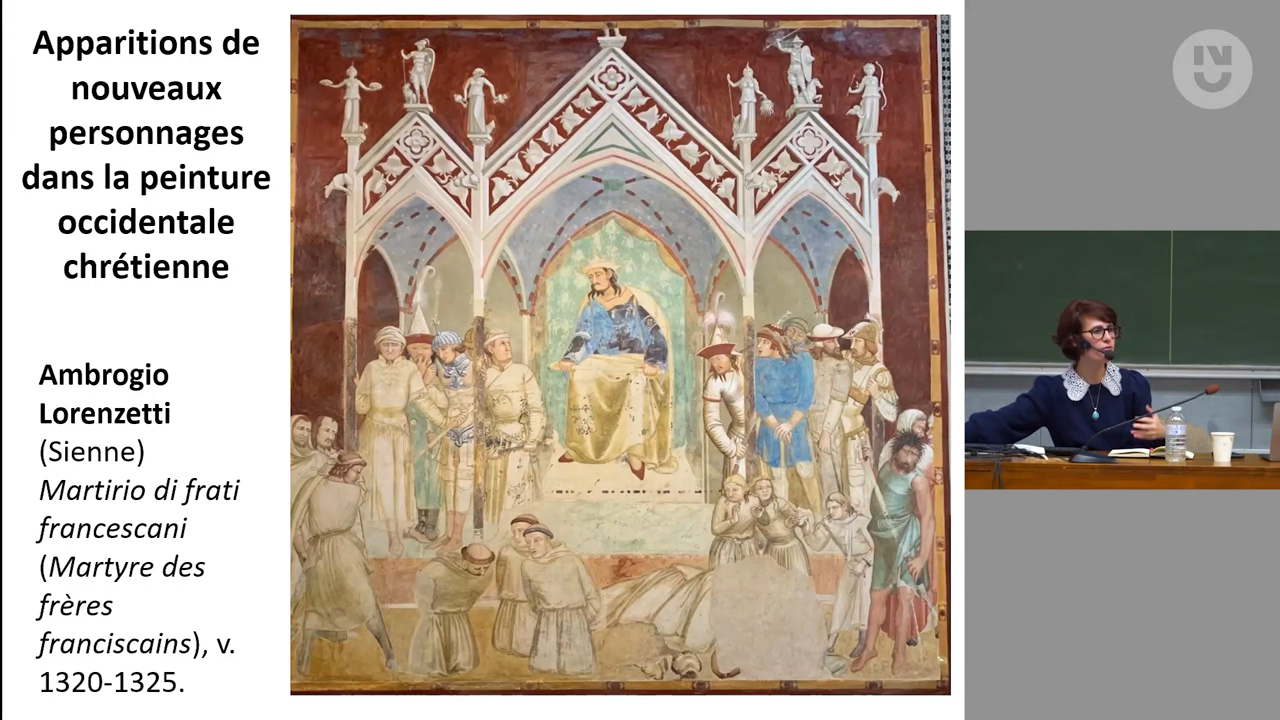 Apparitions de
nouveaux
personnages
dans la peinture
occidentale
chrétienne
Ambrogio
Lorenzetti
(Sienne)
Martirio di frati
francescani
(Martyre des
frères
franciscains), v.
1320-1325.